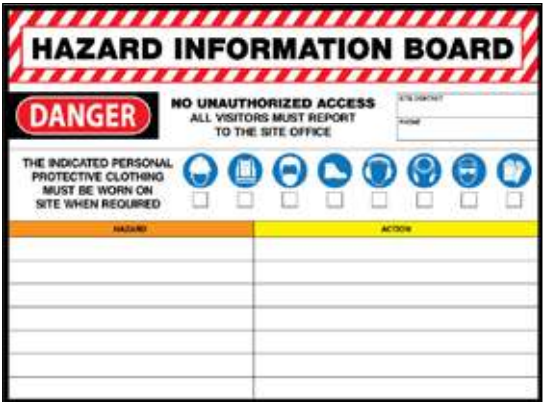 HAZARD INFORMATION BOARD
DANGER
NO UNAUTHORIZED ACCESS
ALL VISITORS MUST REPORT
TO THE SITE OFFICE
SITE CONTACT
PHONE
THE INDICATED PERSONAL
PROTECTIVE CLOTHING
MUST BE WORN ON
SITE WHEN REQUIRED
HAZARD
ACTION